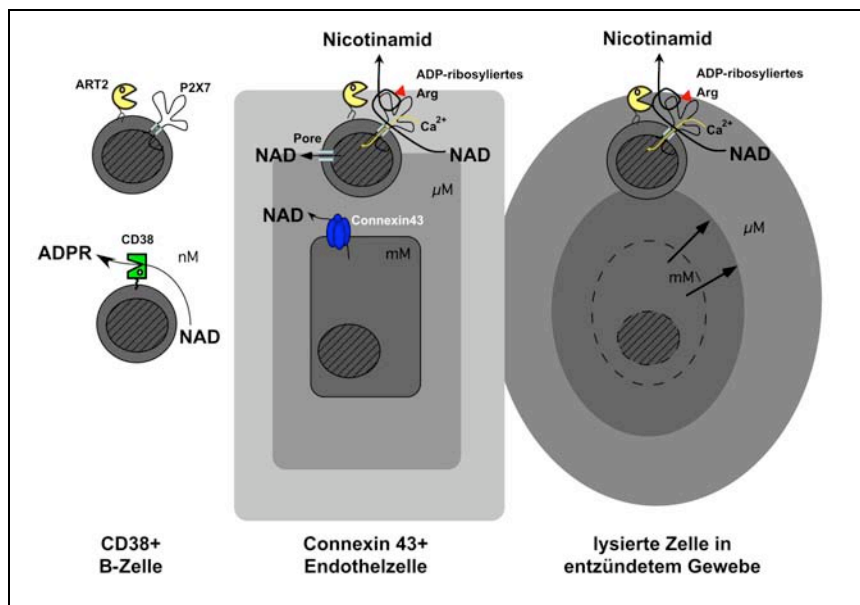 ART2
P2X7
CD38
ADPR
nM
NAD
CD38+
B-Zelle
Nicotinamid
ADP-ribosyliertes
Arg
Ca2+
Pore
NAD
NAD
µM
NAD
Connexin43
mM
Connexin 43+
Endothelzelle
Nicotinamid
ADP-ribosyliertes
Arg
Ca2+
NAD
µM
mM
lysierte Zelle in
entzündetem Gewebe